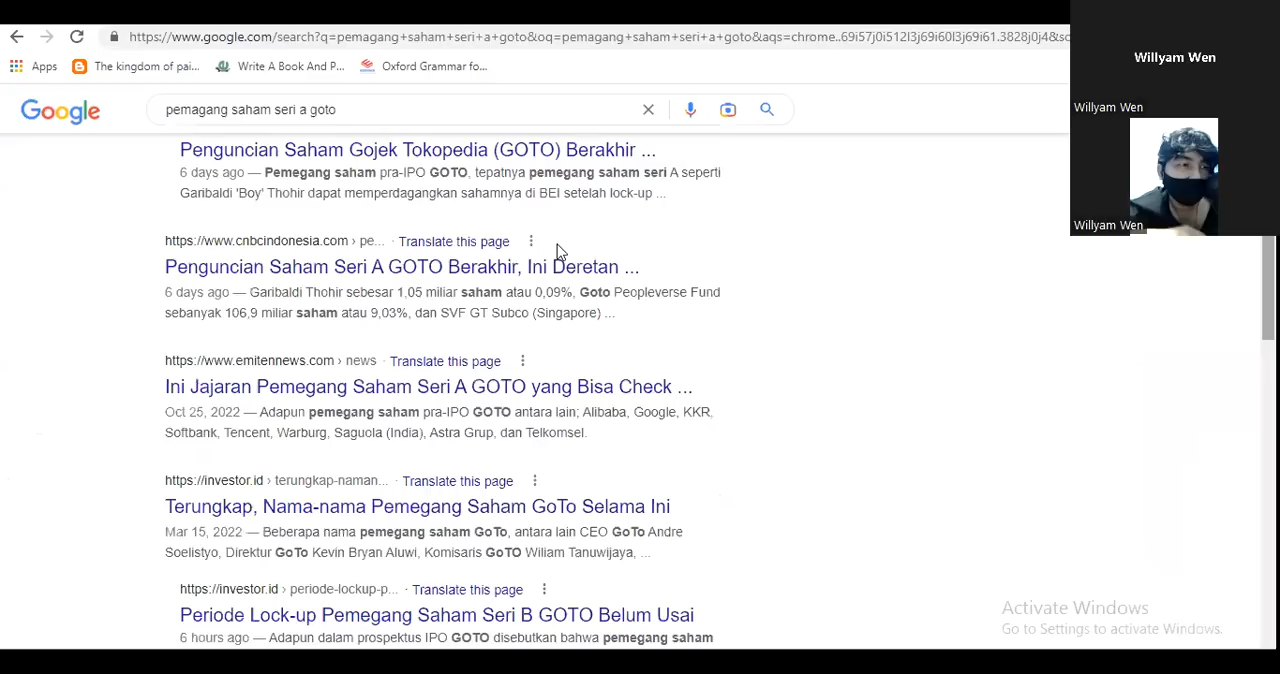 https://www.google.com/search?q=pemagang+saham+seri+a+goto&oq=pemagang+saham+seri+a+goto&aqs=chrome..69i57j0i512l3j69i60l3j69i61.3828j0j4&so
Apps
The kingdom of pai...
Write A Book And P...
Oxford Grammar fo...
Willyam Wen
Willyam Wen
Willyam Wen
Google
pemagang saham seri a goto
Penguncian Saham Gojek Tokopedia (GOTO) Berakhir ...
6 days ago — Pemegang saham pra-IPO GOTO, tepatnya pemegang saham seri A seperti
Garibaldi 'Boy' Thohir dapat memperdagangkan sahamnya di BEI setelah lock-up ...
https://www.cnbcindonesia.com › pe... · Translate this page
Penguncian Saham Seri A GOTO Berakhir, Ini Deretan ...
6 days ago — Garibaldi Thohir sebesar 1,05 miliar saham atau 0,09%, Goto Peopleverse Fund
sebanyak 106,9 miliar saham atau 9,03%, dan SVF GT Subco (Singapore) ...
https://www.emitennews.com › news · Translate this page
Ini Jajaran Pemegang Saham Seri A GOTO yang Bisa Check ...
Oct 25, 2022 — Adapun pemegang saham pra-IPO GOTO antara lain; Alibaba, Google, KKR,
Softbank, Tencent, Warburg, Saguola (India), Astra Grup, dan Telkomsel.
https://investor.id › terungkap-naman... · Translate this page
Terungkap, Nama-nama Pemegang Saham GoTo Selama Ini
Mar 15, 2022 — Beberapa nama pemegang saham GoTo, antara lain CEO GoTo Andre
Soelistyo, Direktur GoTo Kevin Bryan Aluwi, Komisaris GoTO Wiliam Tanuwijaya, ...
https://investor.id › periode-lockup-p... · Translate this page
Periode Lock-up Pemegang Saham Seri B GOTO Belum Usai
6 hours ago — Adapun dalam prospektus IPO GOTO disebutkan bahwa pemegang saham
Activate Windows
Go to Settings to activate Windows.